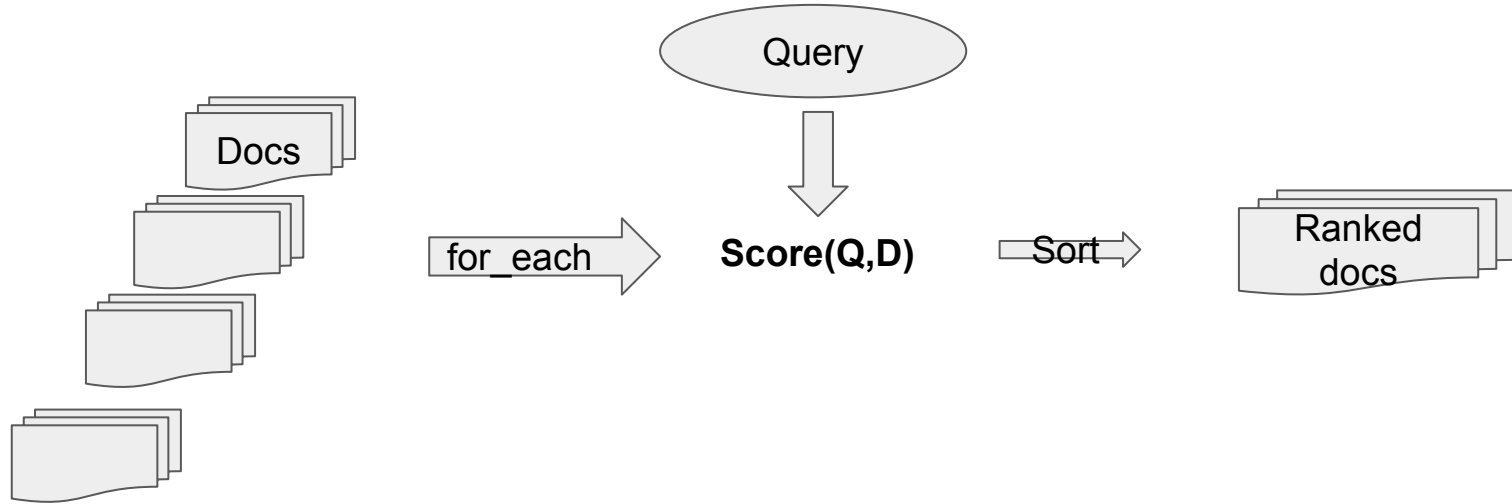 Query
Docs
for_each
Score(Q,D)
Sort
Ranked
docs